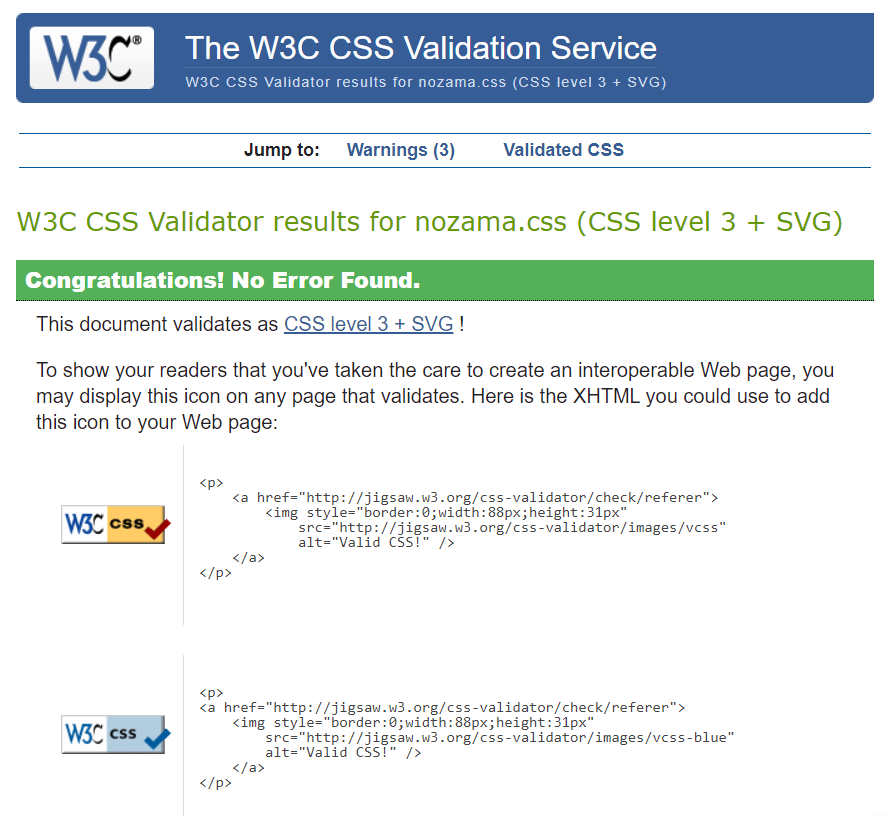 W3C®
The W3C CSS Validation Service
W3C CSS Validator results for nozama.css (CSS level 3 + SVG)
Jump to: Warnings (3) Validated CSS
W3C CSS Validator results for nozama.css (CSS level 3 + SVG)
Congratulations! No Error Found.
This document validates as CSS level 3 + SVG !
To show your readers that you've taken the care to create an interoperable Web page, you
may display this icon on any page that validates. Here is the XHTML you could use to add
this icon to your Web page:
W3C css
<p>
    <a href="http://jigsaw.w3.org/css-validator/check/referer">
        <img style="border:0;width:88px;height:31px"
            src="http://jigsaw.w3.org/css-validator/images/vcss"
            alt="Valid CSS!" />
    </a>
</p>
W3C css
<p>
<a href="http://jigsaw.w3.org/css-validator/check/referer">
    <img style="border:0;width:88px;height:31px"
        src="http://jigsaw.w3.org/css-validator/images/vcss-blue"
        alt="Valid CSS!" />
    </a>
</p>